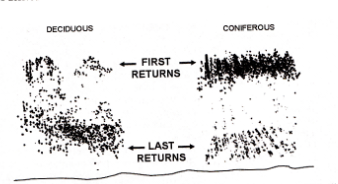 DECIDUOUS
CONIFEROUS
FIRST
RETURNS
LAST
RETURNS